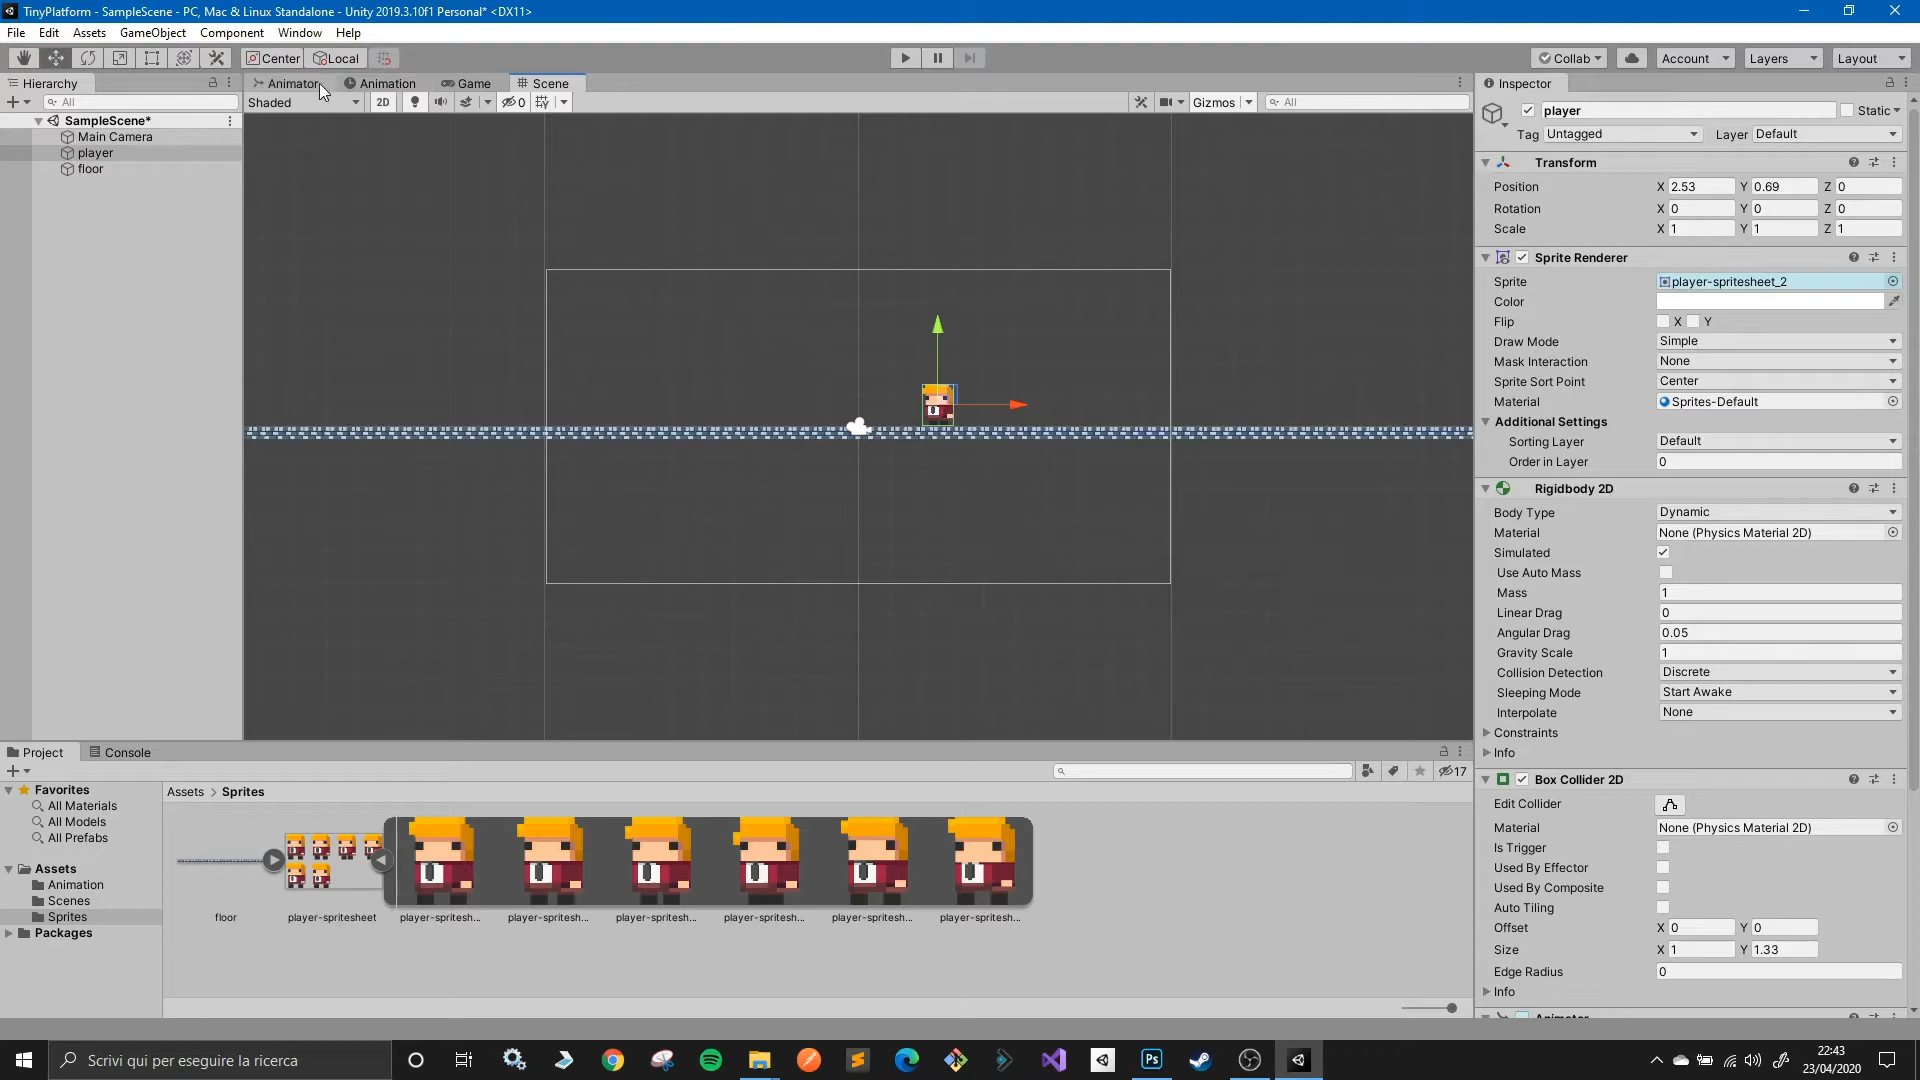 TinyPlatform - SampleScene - PC, Mac & Linux Standalone - Unity 2019.3.10f1 Personal* <DX11>
File Edit Assets GameObject Component Window Help
Center Local Collab Account Layers Layout
Hierarchy Animator Animation Game Scene Inspector
All Shaded 2D 0 Gizmos All
SampleScene*
Main Camera
player
floor
player Static
Tag Untagged Layer Default
Transform
Position X 2.53 Y 0.69 Z 0
Rotation X 0 Y 0 Z 0
Scale X 1 Y 1 Z 1
Sprite Renderer
Sprite player-spritesheet_2
Color
Flip X Y
Draw Mode Simple
Mask Interaction None
Sprite Sort Point Center
Material Sprites-Default
Additional Settings
Sorting Layer Default
Order in Layer 0
Rigidbody 2D
Body Type Dynamic
Material None (Physics Material 2D)
Simulated
Use Auto Mass
Mass 1
Linear Drag 0
Angular Drag 0.05
Gravity Scale 1
Collision Detection Discrete
Sleeping Mode Start Awake
Interpolate None
Constraints
Info
Box Collider 2D
Edit Collider
Material None (Physics Material 2D)
Is Trigger
Used By Effector
Used By Composite
Auto Tiling
Offset X 0 Y 0
Size X 1 Y 1.33
Edge Radius 0
Info
Animator
Project Console
17
Favorites
All Materials
All Models
All Prefabs
Assets
Animation
Scenes
Sprites
Packages
Assets > Sprites
floor player-spritesheet player-spritesh... player-spritesh... player-spritesh... player-spritesh... player-spritesh... player-spritesh...
Scrivi qui per eseguire la ricerca
Ps
22:43
23/04/2020